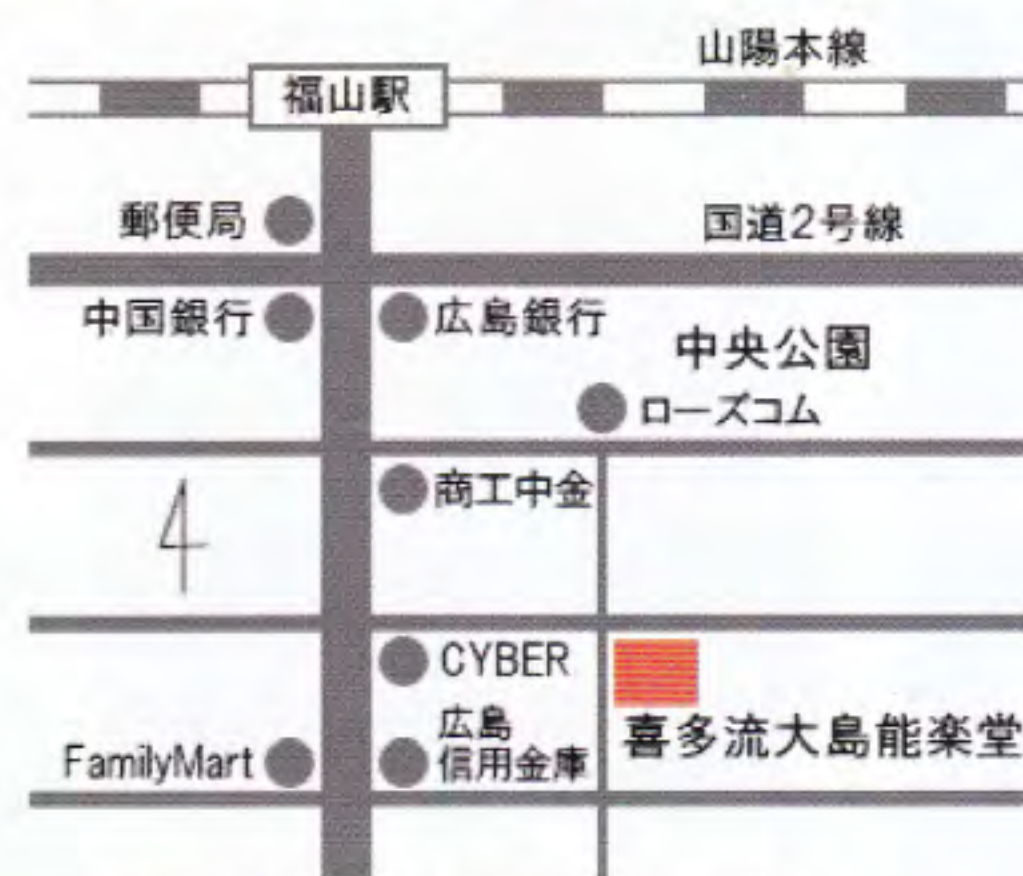 山陽本線
福山駅
郵便局
国道2号線
中国銀行
広島銀行
中央公園
ローズコム
商工中金
CYBER
広島
信用金庫
FamilyMart
喜多流大島能楽堂